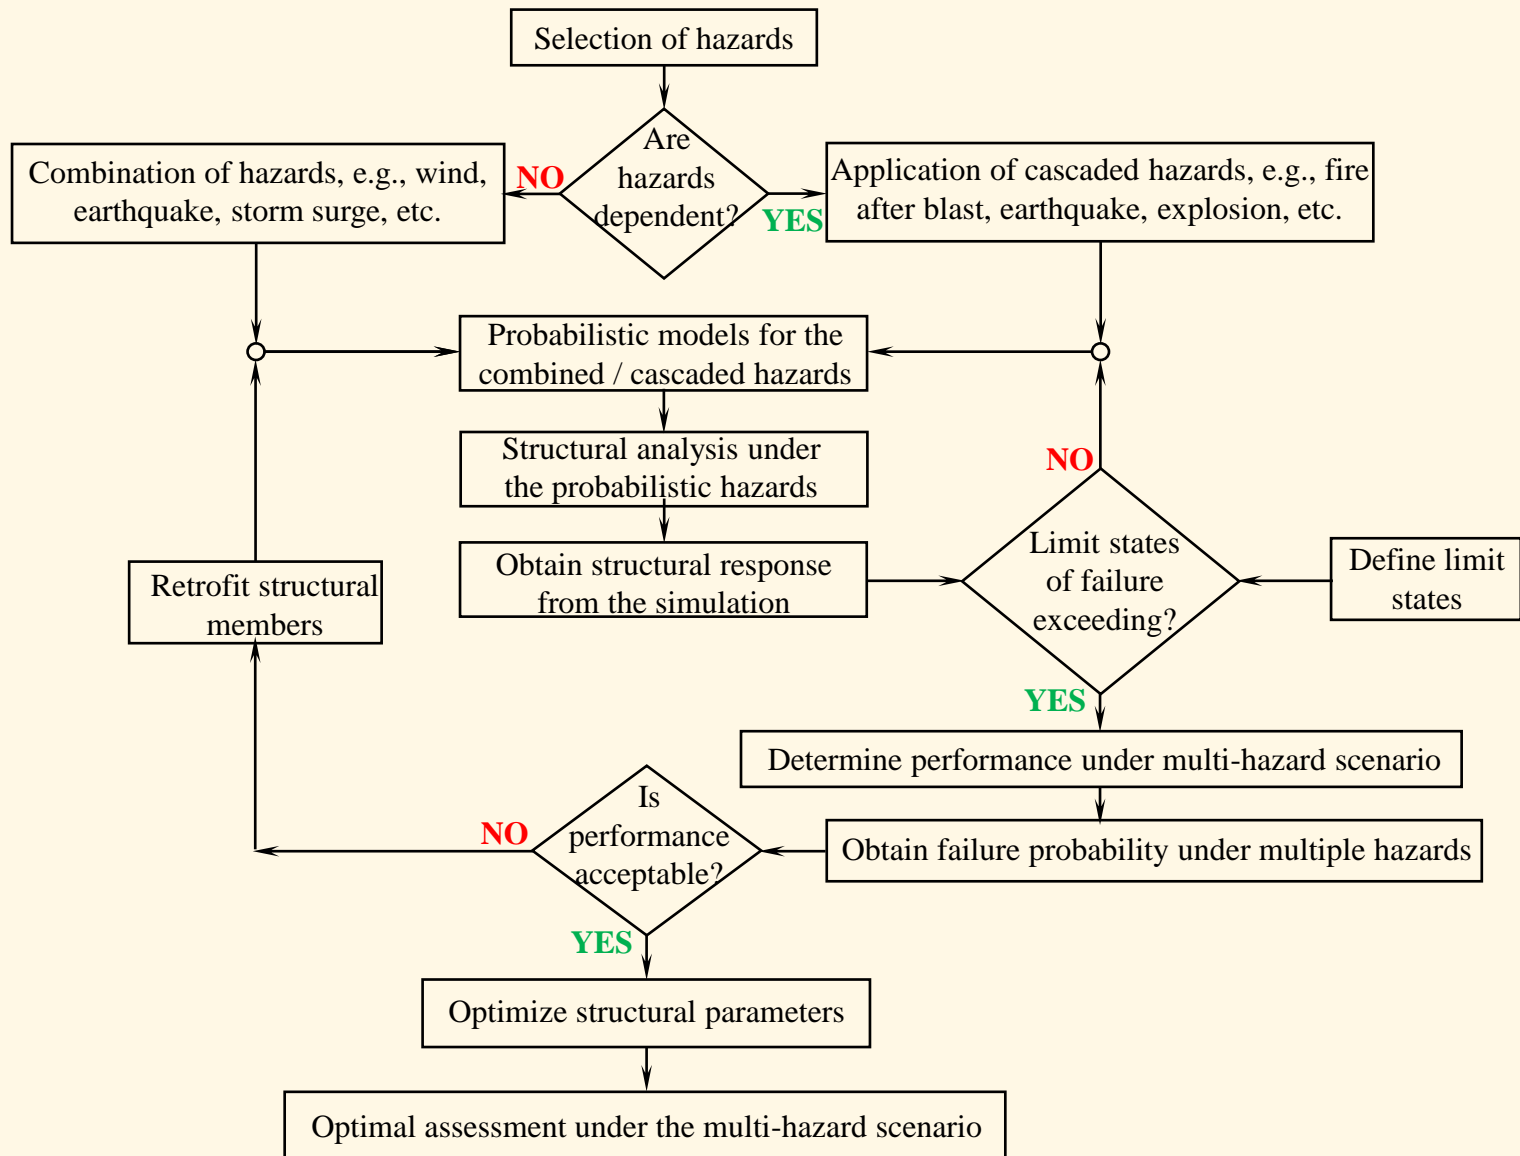 Selection of hazards
Are
hazards
dependent?
NO
YES
Combination of hazards, e.g., wind,
earthquake, storm surge, etc.
Application of cascaded hazards, e.g., fire
after blast, earthquake, explosion, etc.
Probabilistic models for the
combined / cascaded hazards
Structural analysis under
the probabilistic hazards
Obtain structural response
from the simulation
NO
Limit states
of failure
exceeding?
Define limit
states
YES
Retrofit structural
members
Determine performance under multi-hazard scenario
Obtain failure probability under multiple hazards
Is
performance
acceptable?
NO
YES
Optimize structural parameters
Optimal assessment under the multi-hazard scenario